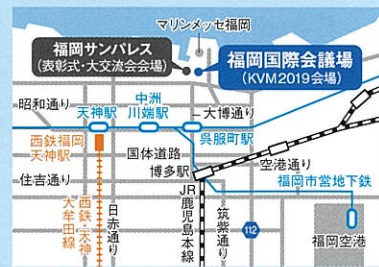 マリンメッセ福岡
福岡サンパレス
(表彰式・大交流会会場)
福岡国際会議場
(KVM2019会場)
昭和通り
天神駅
中洲
川端駅
大博通り
呉服町駅
西鉄福岡
天神駅
国体道路
博多駅
空港通り
住吉通り
福岡市営地下鉄
西鉄・天神
大牟田線
日赤通り
JR
鹿児島本線
筑紫通り
112
福岡空港